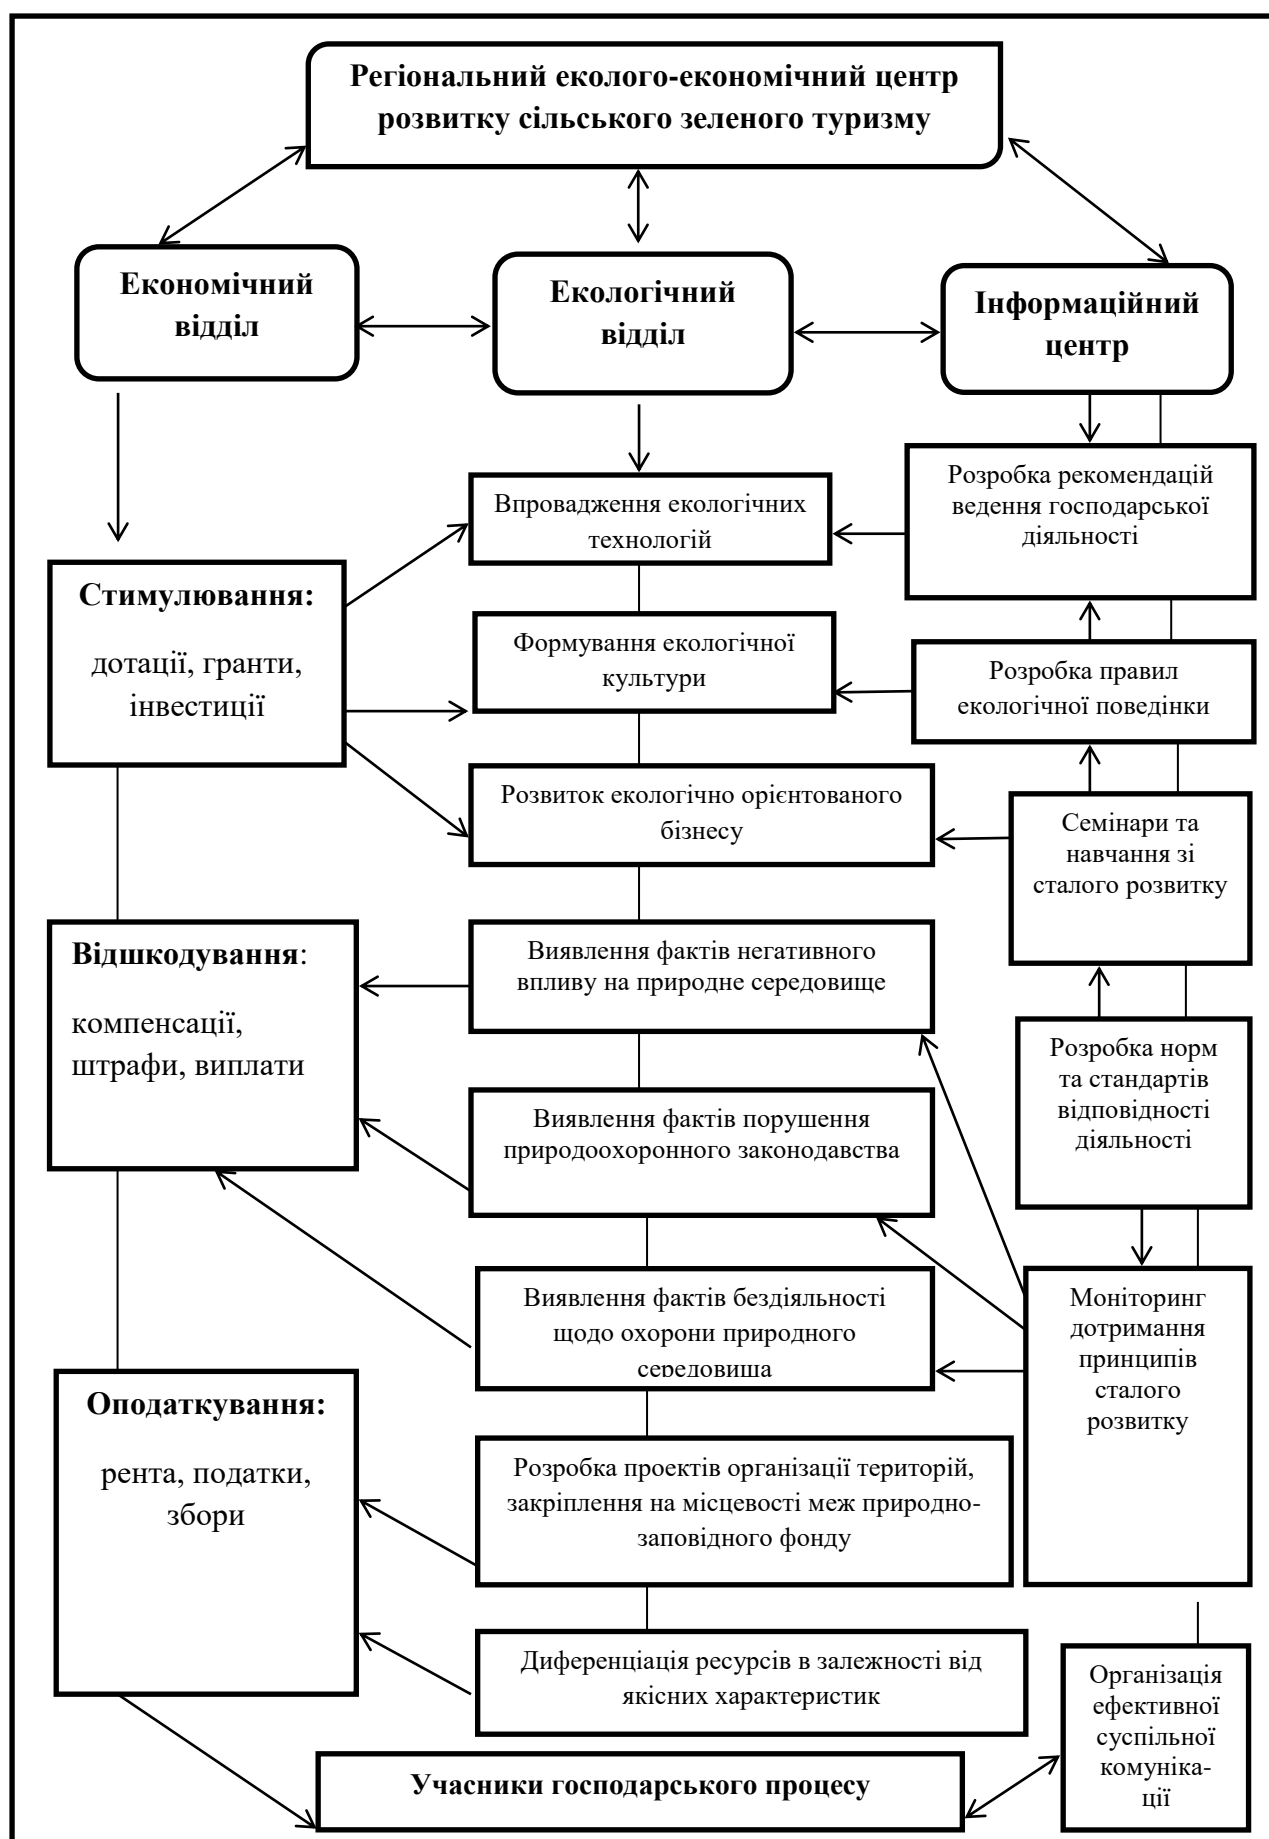 Регіональний еколого-економічний центр
розвитку сільського зеленого туризму
Економічний
відділ
Екологічний
відділ
Інформаційний
центр
Впровадження екологічних
технологій
Розробка рекомендацій
ведення господарської
діяльності
Стимулювання:
дотації, гранти,
інвестиції
Формування екологічної
культури
Розробка правил
екологічної поведінки
Розвиток екологічно орієнтованого
бізнесу
Семінари та
навчання зі
сталого розвитку
Відшкодування:
компенсації,
штрафи, виплати
Виявлення фактів негативного
впливу на природне середовище
Розробка норм
та стандартів
відповідності
діяльності
Виявлення фактів порушення
природоохоронного законодавства
Виявлення фактів бездіяльності
щодо охорони природного
середовища
Моніторинг
дотримання
принципів
сталого
розвитку
Оподаткування:
рента, податки,
збори
Розробка проектів організації територій,
закріплення на місцевості меж природно-
заповідного фонду
Диференціація ресурсів в залежності від
якісних характеристик
Організація
ефективної
суспільної
комуніка-
ції
Учасники господарського процесу